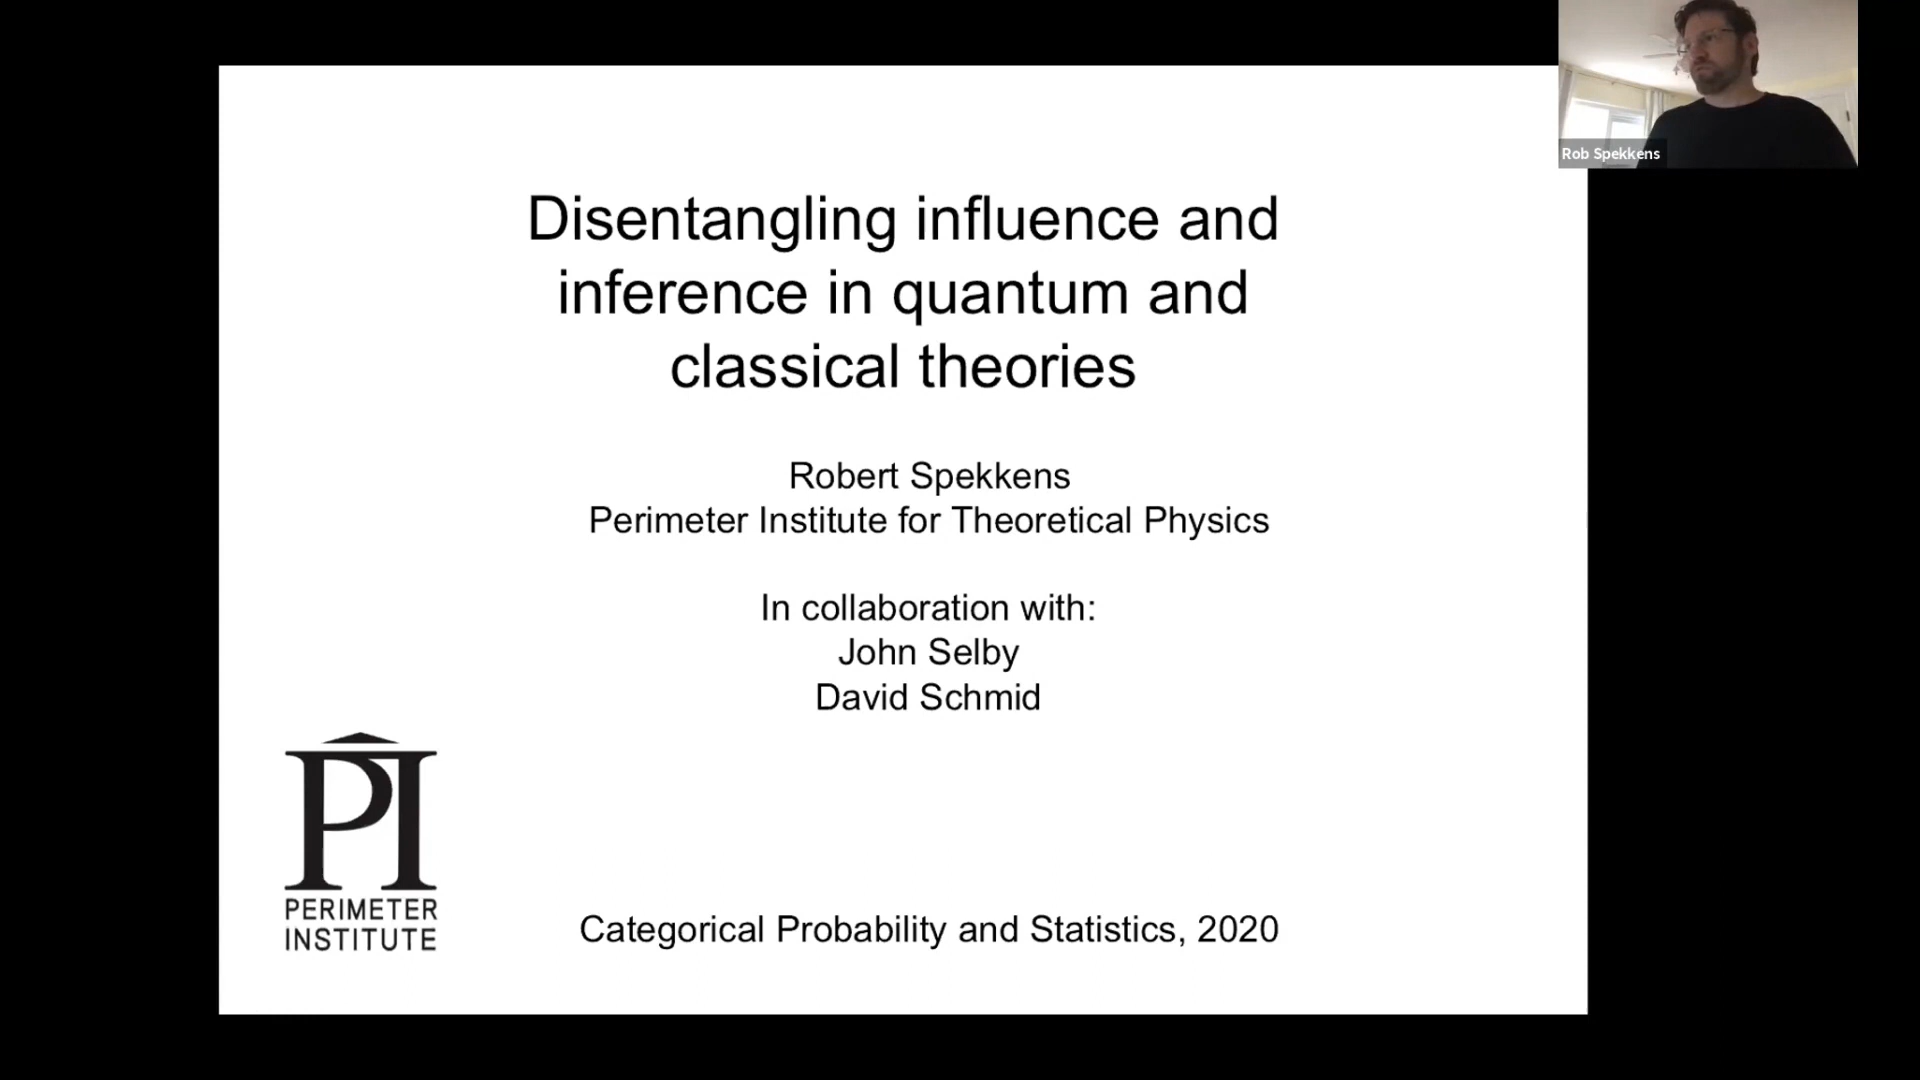 Rob Spekkens
Disentangling influence and
inference in quantum and
classical theories
Robert Spekkens
Perimeter Institute for Theoretical Physics
In collaboration with:
John Selby
David Schmid
PI
PERIMETER
INSTITUTE
Categorical Probability and Statistics, 2020